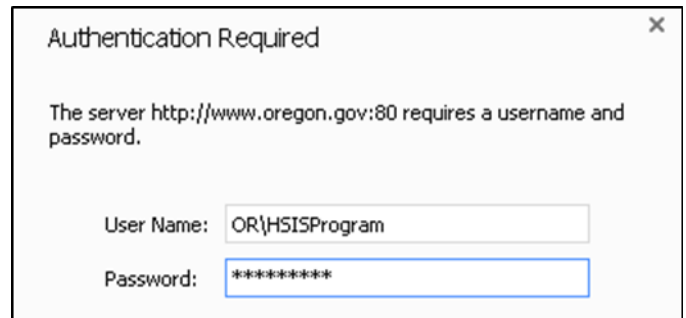 Authentication Required
The server http://www.oregon.gov:80 requires a username and
password.
User Name: OR\HSISProgram
Password: *********